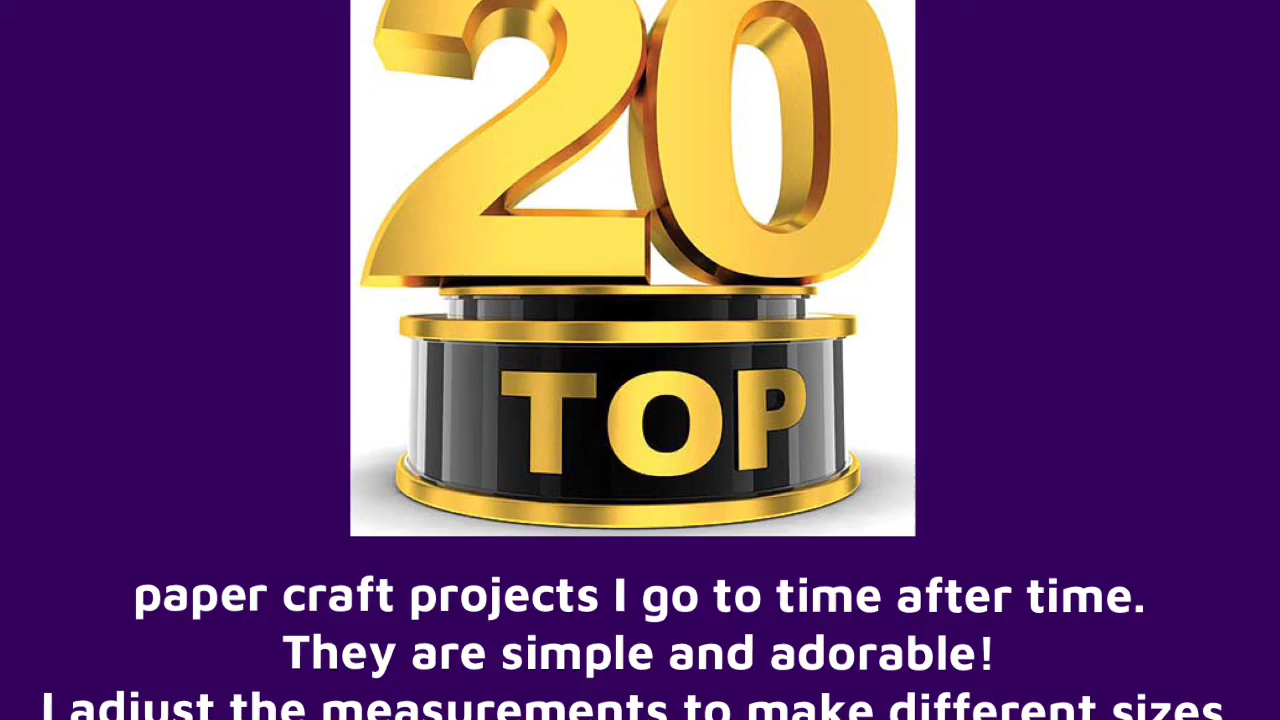 20
TOP
paper craft projects I go to time after time.
They are simple and adorable!
I adjust the measurements to make different sizes